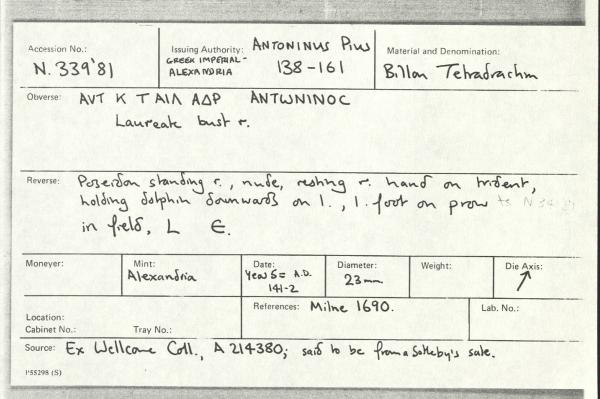 Accession No.: N. 339'81
Issuing Authority: ANTONINUS PIUS
GREEK IMPERIAL- ALEXANDRIA 138-161
Material and Denomination: Billon Tetradrachm
Obverse: AVT K T AIΛ AΔP ANTωNINOC
Laureate bust r.
Reverse: Poseidon standing r., nude, resting r. hand on trident,
holding dolphin downwards on l., l. foot on prow
in field, L Є.
Moneyer:
Mint: Alexandria
Date: Year 5 = A.D. 141-2
Diameter: 23mm
Weight:
Die Axis: ↗
Location:
Cabinet No.: Tray No.:
References: Milne 1690.
Lab. No.:
Source: Ex Wellcome Coll., A 214380; said to be from a Sotheby's sale.
P55298 (S)